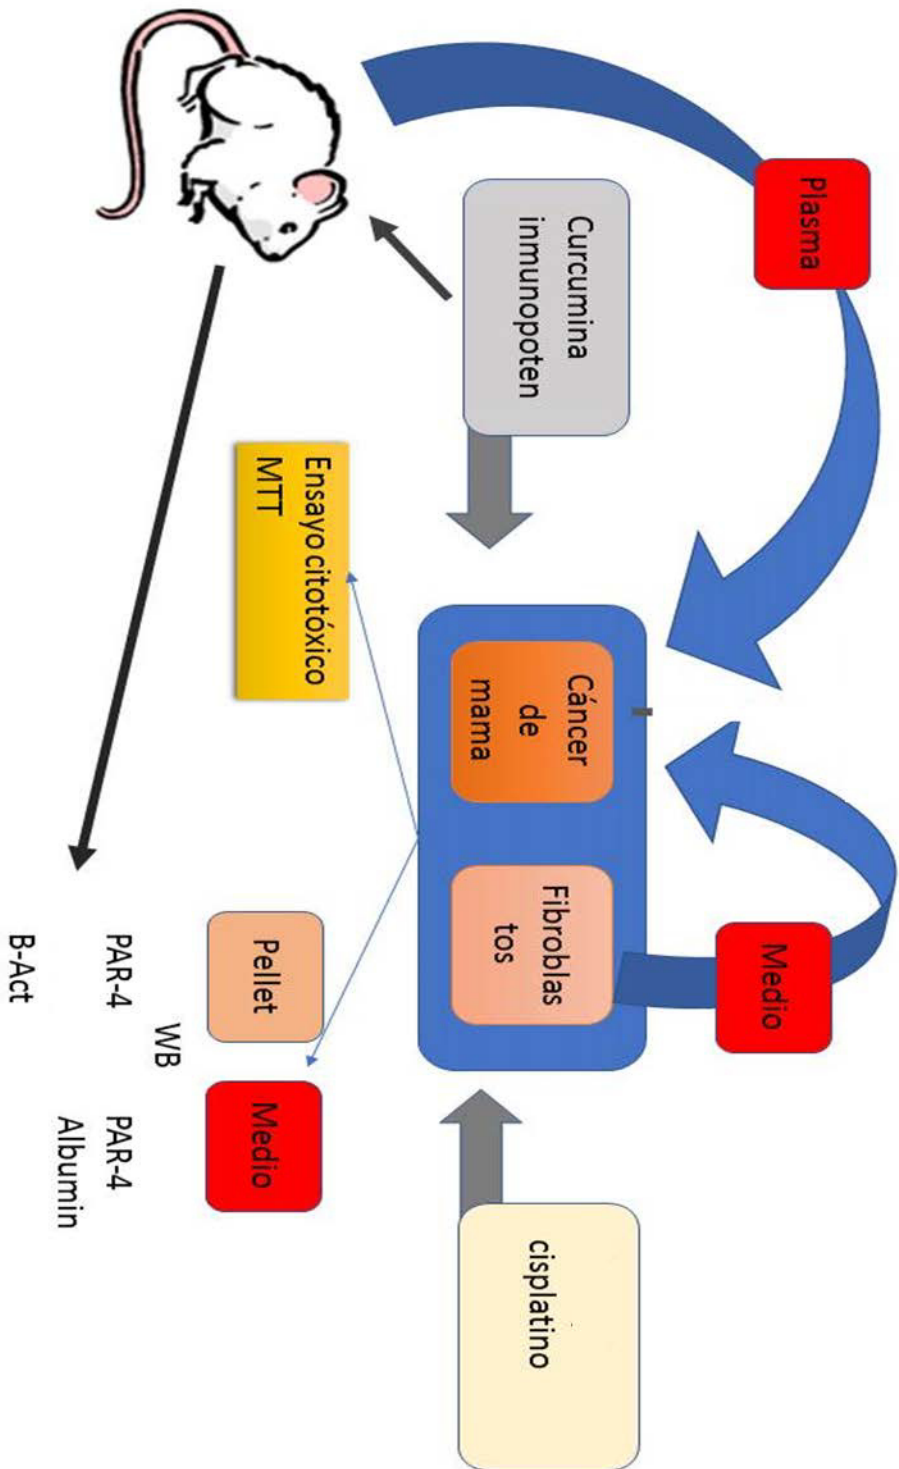 Plasma
Medio
Curcumina
inmunopoten
Cáncer
de
mama
Fibroblas
tos
cisplatino
Ensayo citotóxico
MTT
Pellet
Medio
WB
PAR-4
PAR-4
Albumin
B-Act